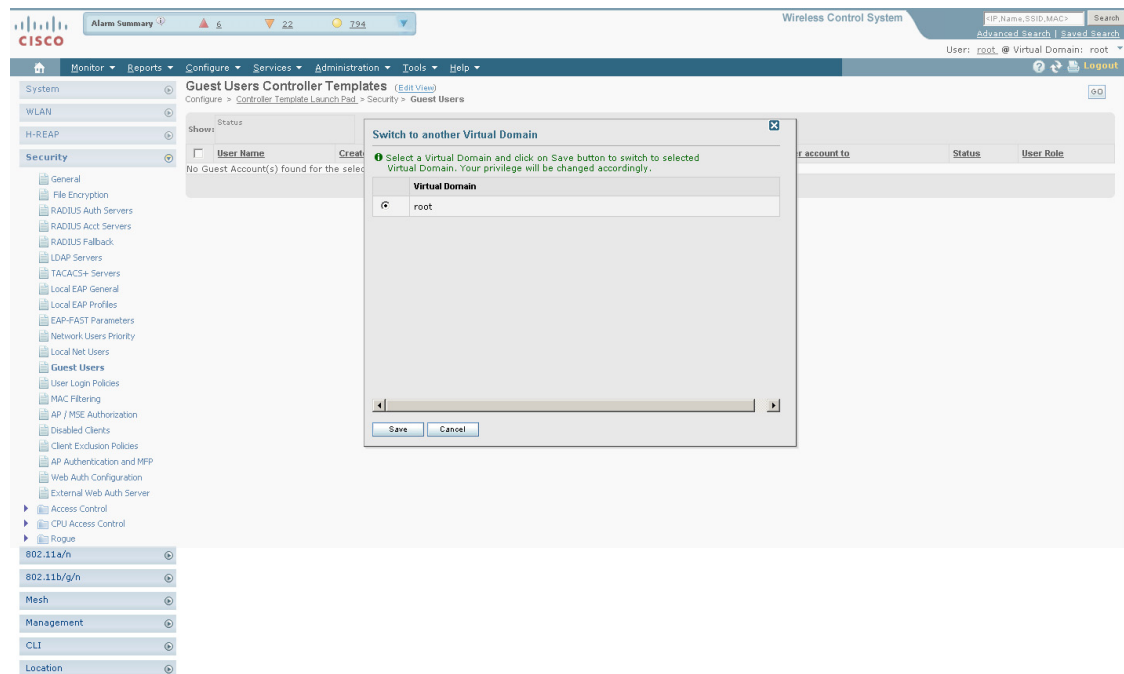 CISCO
Alarm Summary 6 22 794
Wireless Control System
<IP,Name,SSID,MAC> Search
Advanced Search | Saved Search
User: root @ Virtual Domain: root
Monitor Reports Configure Services Administration Tools Help Logout
System
WLAN
H-REAP
Security
General
File Encryption
RADIUS Auth Servers
RADIUS Acct Servers
RADIUS Fallback
LDAP Servers
TACACS+ Servers
Local EAP General
Local EAP Profiles
EAP-FAST Parameters
Network Users Priority
Local Net Users
Guest Users
User Login Policies
MAC Filtering
AP / MSE Authorization
Disabled Clients
Client Exclusion Policies
AP Authentication and MFP
Web Auth Configuration
External Web Auth Server
Access Control
CPU Access Control
Rogue
802.11a/n
802.11b/g/n
Mesh
Management
CLI
Location
Guest Users Controller Templates (Edit View)
Configure > Controller Template Launch Pad > Security > Guest Users
GO
Show: Status
User Name Creat r account to Status User Role
No Guest Account(s) found for the selec
Switch to another Virtual Domain
Select a Virtual Domain and click on Save button to switch to selected
Virtual Domain. Your privilege will be changed accordingly.
Virtual Domain
root
Save Cancel